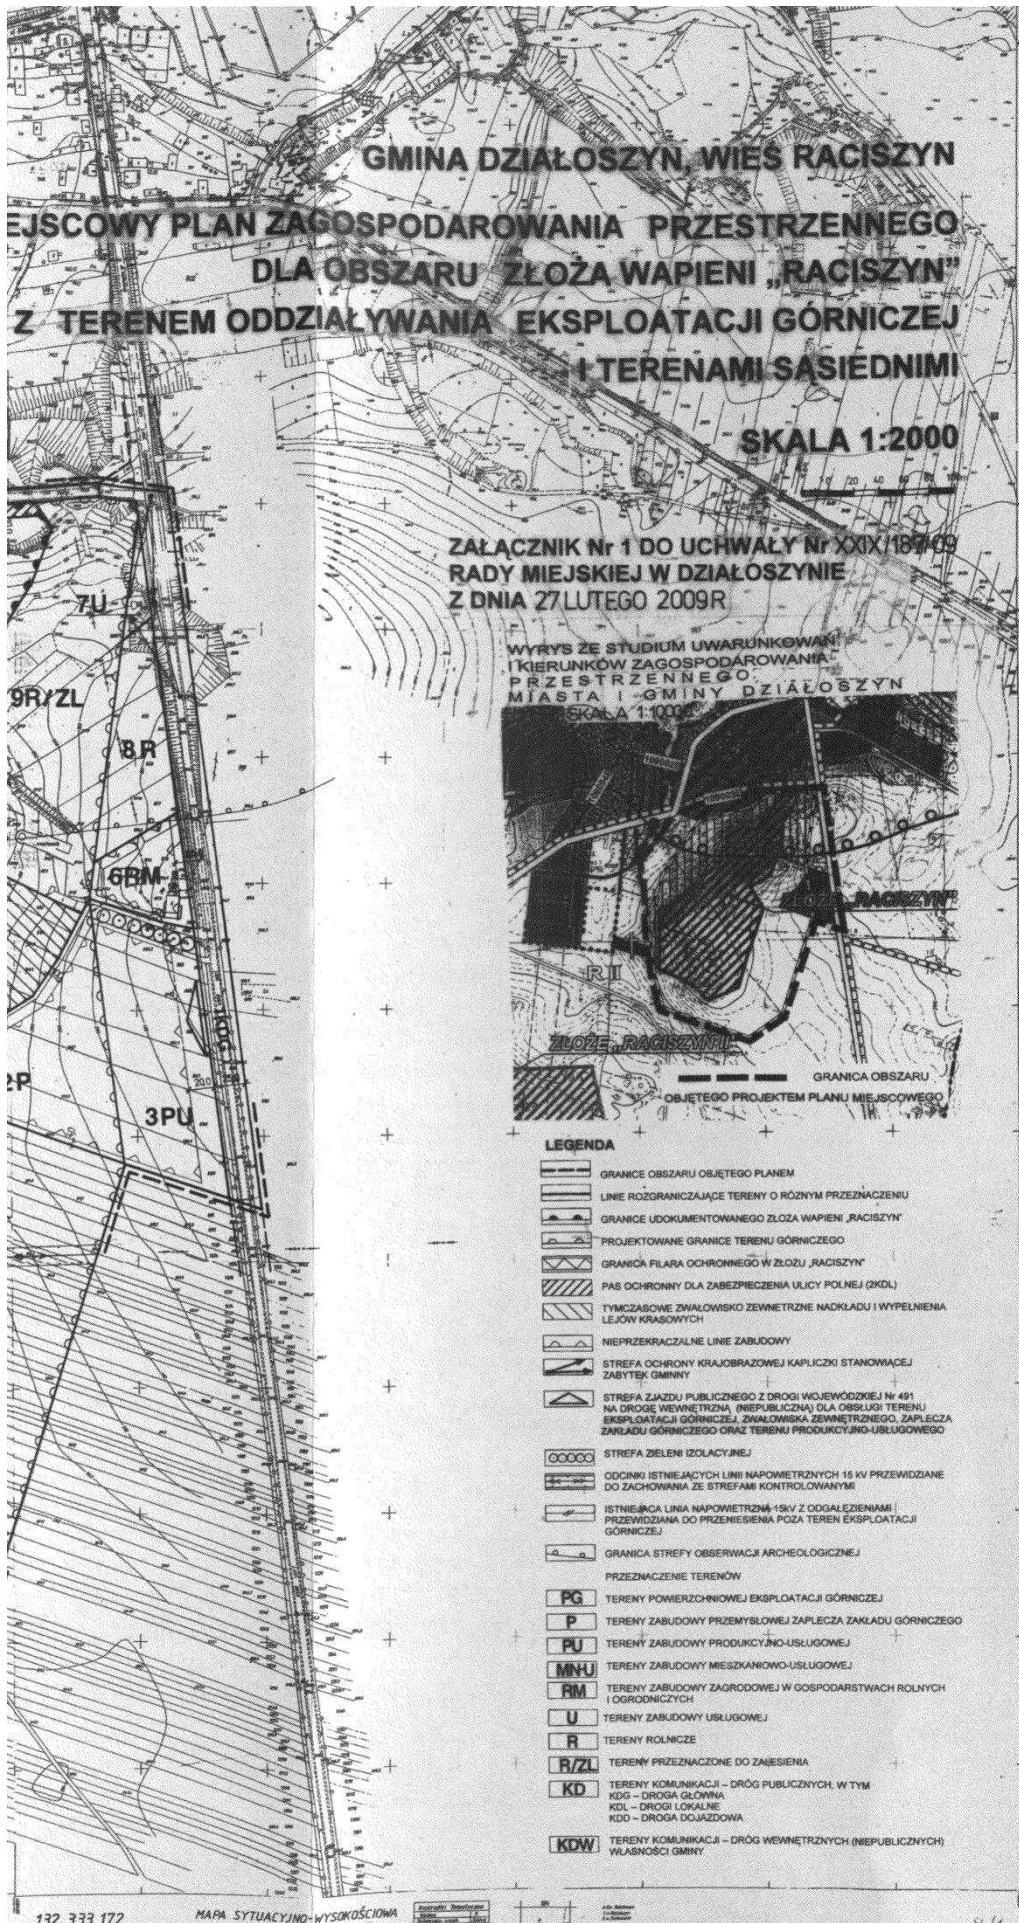 GMINA DZIAŁOSZYN, WIEŚ RACISZYN
EJSCOWY PLAN ZAGOSPODAROWANIA PRZESTRZENNEGO
DLA OBSZARU ZŁOŻA WAPIENI „RACISZYN”
Z TERENEM ODDZIAŁYWANIA EKSPLOATACJI GÓRNICZEJ
I TERENAMI SĄSIEDNIMI
SKALA 1:2000
ZAŁĄCZNIK Nr 1 DO UCHWAŁY Nr XXIX/187/09
RADY MIEJSKIEJ W DZIAŁOSZYNIE
Z DNIA 27 LUTEGO 2009R
WYRYS ZE STUDIUM UWARUNKOWAŃ
I KIERUNKÓW ZAGOSPODAROWANIA
PRZESTRZENNEGO
MIASTA I GMINY DZIAŁOSZYN
SKALA 1:10000
7U
9R/ZL
8R
6RM
1KDG
3PU
ZŁOŻE „RACISZYN”
R II
ZŁOŻE „RACISZYN II”
GRANICA OBSZARU
OBJĘTEGO PROJEKTEM PLANU MIEJSCOWEGO
LEGENDA
GRANICE OBSZARU OBJĘTEGO PLANEM
LINIE ROZGRANICZAJĄCE TERENY O RÓŻNYM PRZEZNACZENIU
GRANICE UDOKUMENTOWANEGO ZŁOŻA WAPIENI „RACISZYN”
PROJEKTOWANE GRANICE TERENU GÓRNICZEGO
GRANICA FILARA OCHRONNEGO W ZŁOŻU „RACISZYN”
PAS OCHRONNY DLA ZABEZPIECZENIA ULICY POLNEJ (2KDL)
TYMCZASOWE ZWAŁOWISKO ZEWNĘTRZNE NADKŁADU I WYPEŁNIENIA
LEJÓW KRASOWYCH
NIEPRZEKRACZALNE LINIE ZABUDOWY
STREFA OCHRONY KRAJOBRAZOWEJ KAPLICZKI STANOWIĄCEJ
ZABYTEK GMINNY
STREFA ZJAZDU PUBLICZNEGO Z DROGI WOJEWÓDZKIEJ Nr 491
NA DROGĘ WEWNĘTRZNĄ (NIEPUBLICZNĄ) DLA OBSŁUGI TERENU
EKSPLOATACJI GÓRNICZEJ, ZWAŁOWISKA ZEWNĘTRZNEGO, ZAPLECZA
ZAKŁADU GÓRNICZEGO ORAZ TERENU PRODUKCYJNO-USŁUGOWEGO
STREFA ZIELENI IZOLACYJNEJ
ODCINKI ISTNIEJĄCYCH LINII NAPOWIETRZNYCH 15 kV PRZEWIDZIANE
DO ZACHOWANIA ZE STREFAMI KONTROLOWANYMI
ISTNIEJĄCA LINIA NAPOWIETRZNA 15kV Z ODGAŁĘZIENIAMI
PRZEWIDZIANA DO PRZENIESIENIA POZA TEREN EKSPLOATACJI
GÓRNICZEJ
GRANICA STREFY OBSERWACJI ARCHEOLOGICZNEJ
PRZEZNACZENIE TERENÓW
PG TERENY POWIERZCHNIOWEJ EKSPLOATACJI GÓRNICZEJ
P TERENY ZABUDOWY PRZEMYSŁOWEJ ZAPLECZA ZAKŁADU GÓRNICZEGO
PU TERENY ZABUDOWY PRODUKCYJNO-USŁUGOWEJ
MN-U TERENY ZABUDOWY MIESZKANIOWO-USŁUGOWEJ
RM TERENY ZABUDOWY ZAGRODOWEJ W GOSPODARSTWACH ROLNYCH
I OGRODNICZYCH
U TERENY ZABUDOWY USŁUGOWEJ
R TERENY ROLNICZE
R/ZL TERENY PRZEZNACZONE DO ZALESIENIA
KD TERENY KOMUNIKACJI – DRÓG PUBLICZNYCH, W TYM
KDG – DROGA GŁÓWNA
KDL – DROGI LOKALNE
KDD – DROGA DOJAZDOWA
KDW TERENY KOMUNIKACJI – DRÓG WEWNĘTRZNYCH (NIEPUBLICZNYCH)
WŁASNOŚCI GMINY
132.333.172 MAPA SYTUACYJNO-WYSOKOŚCIOWA